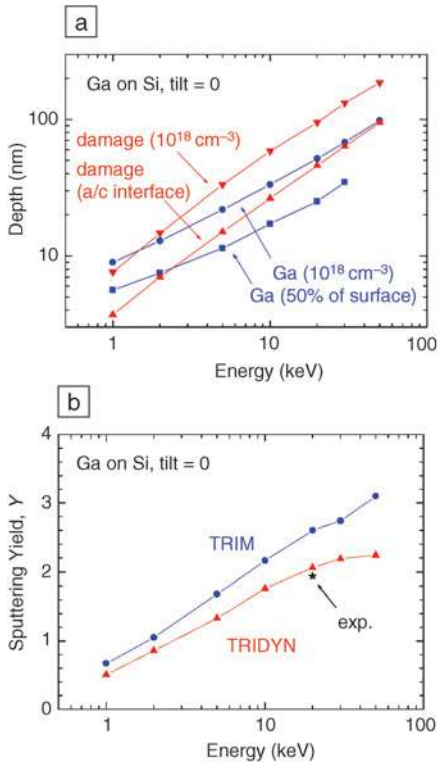 a
Ga on Si, tilt = 0
damage (10¹⁸ cm⁻³)
damage
(a/c interface)
Ga (10¹⁸ cm⁻³)
Ga (50% of surface)
Depth (nm)
100
10
1
10
100
Energy (keV)
b
Ga on Si, tilt = 0
TRIM
TRIDYN
exp.
Sputtering Yield, Y
4
3
2
1
0
1
10
100
Energy (keV)